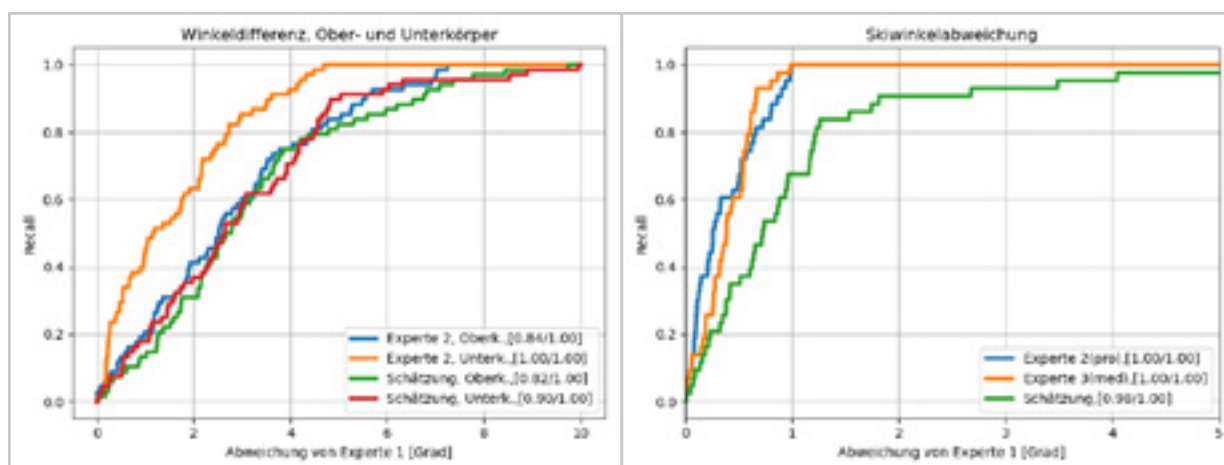 Winkeldifferenz, Ober- und Unterkörper
Recall
1.0
0.8
0.6
0.4
0.2
0.0
Experte 2, Oberk.,[0.84/1.00]
Experte 2, Unterk.,[1.00/1.00]
Schätzung, Oberk.,[0.82/1.00]
Schätzung, Unterk.,[0.90/1.00]
0 2 4 6 8 10
Abweichung von Experte 1 [Grad]
Skiwinkelabweichung
Recall
1.0
0.8
0.6
0.4
0.2
0.0
Experte 2(pro),[1.00/1.00]
Experte 3(med),[1.00/1.00]
Schätzung,[0.98/1.00]
0 1 2 3 4 5
Abweichung von Experte 1 [Grad]